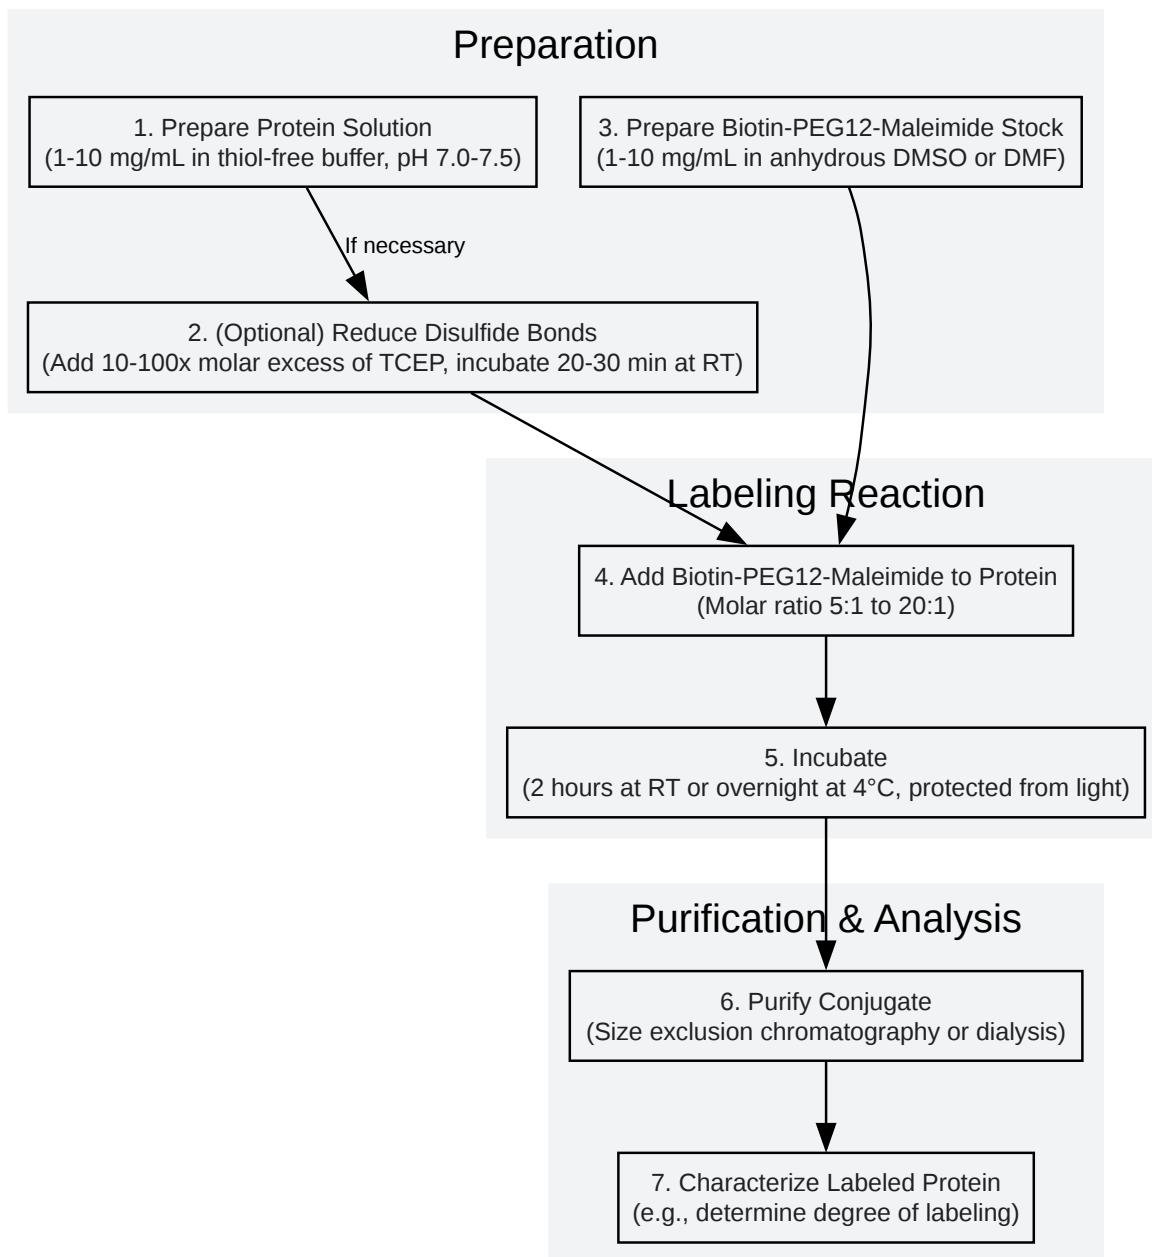 Preparation
1. Prepare Protein Solution
(1-10 mg/mL in thiol-free buffer, pH 7.0-7.5)
3. Prepare Biotin-PEG12-Maleimide Stock
(1-10 mg/mL in anhydrous DMSO or DMF)
If necessary
2. (Optional) Reduce Disulfide Bonds
(Add 10-100x molar excess of TCEP, incubate 20-30 min at RT)
Labeling Reaction
4. Add Biotin-PEG12-Maleimide to Protein
(Molar ratio 5:1 to 20:1)
5. Incubate
(2 hours at RT or overnight at 4°C, protected from light)
Purification & Analysis
6. Purify Conjugate
(Size exclusion chromatography or dialysis)
7. Characterize Labeled Protein
(e.g., determine degree of labeling)